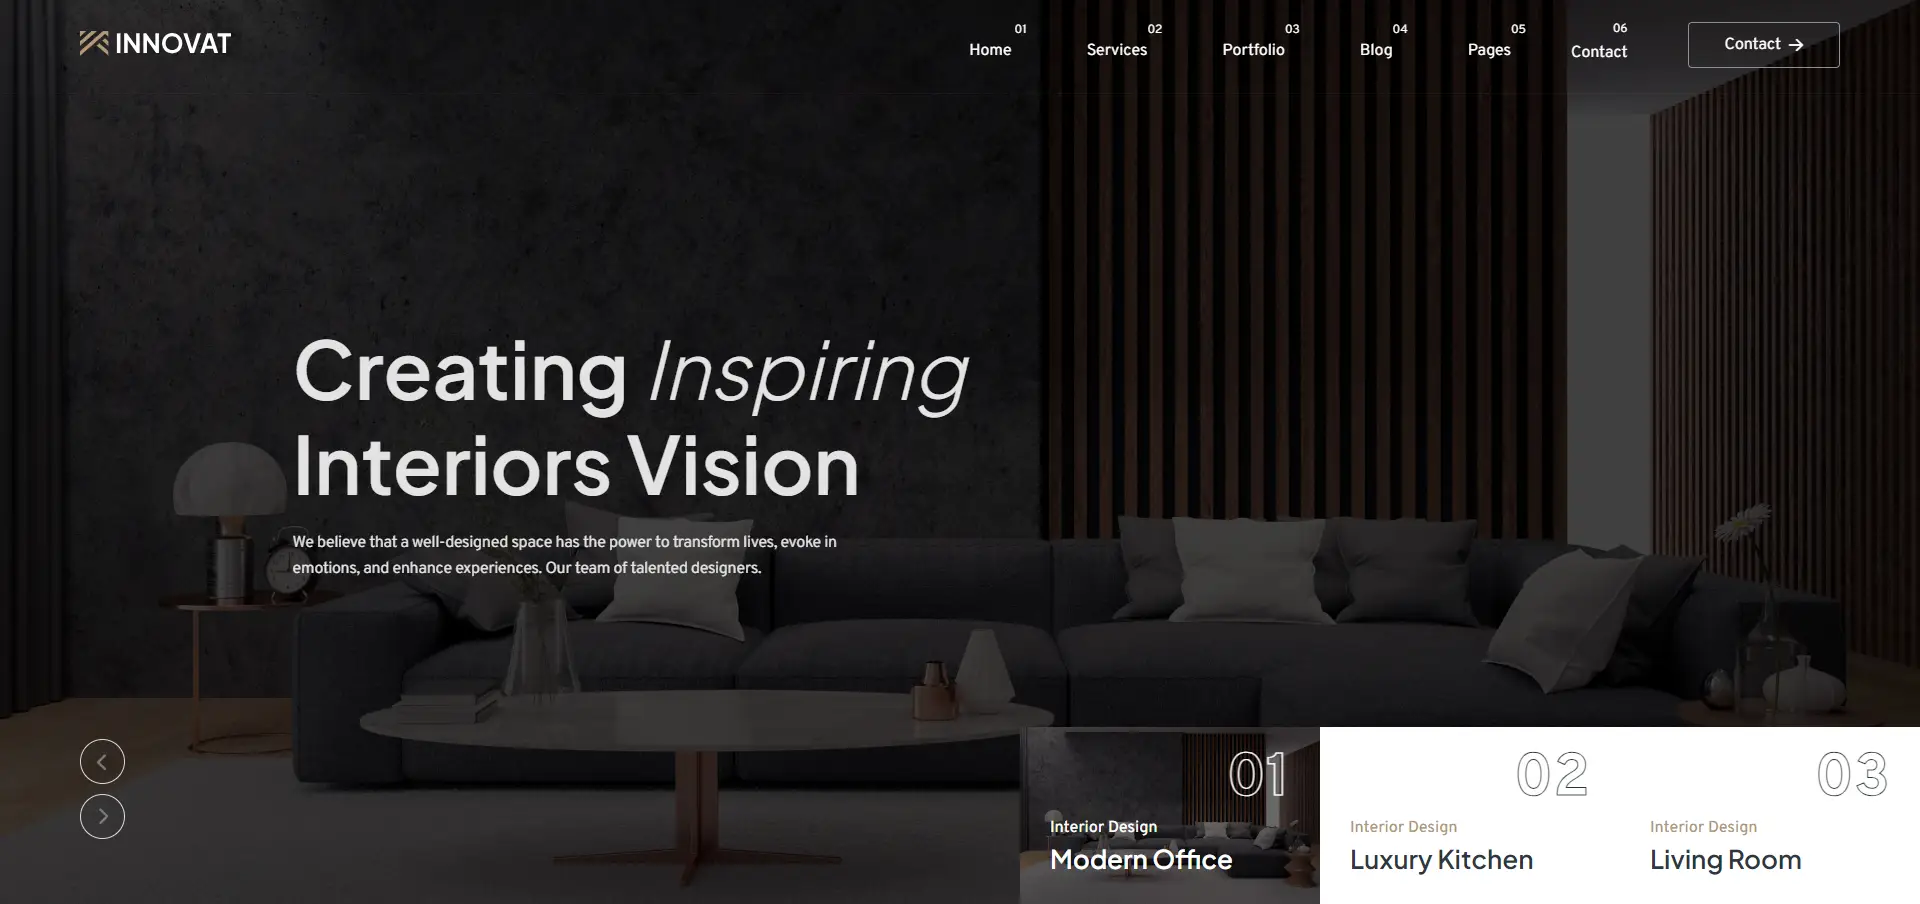 INNOVAT
01
Home
02
Services
03
Portfolio
04
Blog
05
Pages
06
Contact
Contact
Creating Inspiring
Interiors Vision
We believe that a well-designed space has the power to transform lives, evoke in
emotions, and enhance experiences. Our team of talented designers.
01
Interior Design
Modern Office
02
Interior Design
Luxury Kitchen
03
Interior Design
Living Room